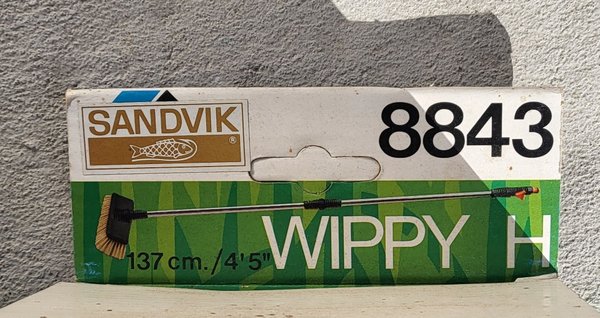 SANDVIK
®
8843
137 cm./4'5"
WIPPY H